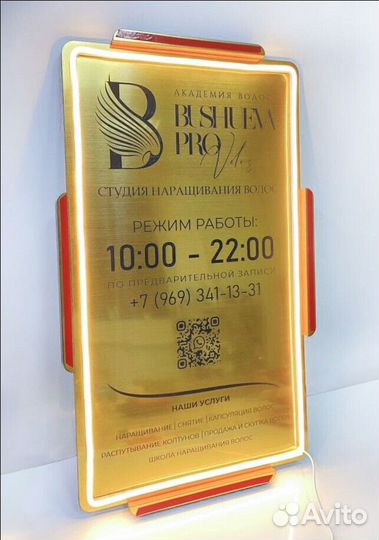 АКАДЕМИЯ ВОЛОС
B BUSHUEVA
PRO Volos
СТУДИЯ НАРАЩИВАНИЯ ВОЛОС
РЕЖИМ РАБОТЫ:
10:00 - 22:00
ПО ПРЕДВАРИТЕЛЬНОЙ ЗАПИСИ
+7 (969) 341-13-31
НАШИ УСЛУГИ
НАРАЩИВАНИЕ | СНЯТИЕ | КАПСУЛЯЦИЯ ВОЛОС
РАСПУТЫВАНИЕ КОЛТУНОВ | ПРОДАЖА И СКУПКА ВОЛОС
ШКОЛА НАРАЩИВАНИЯ ВОЛОС
Avito